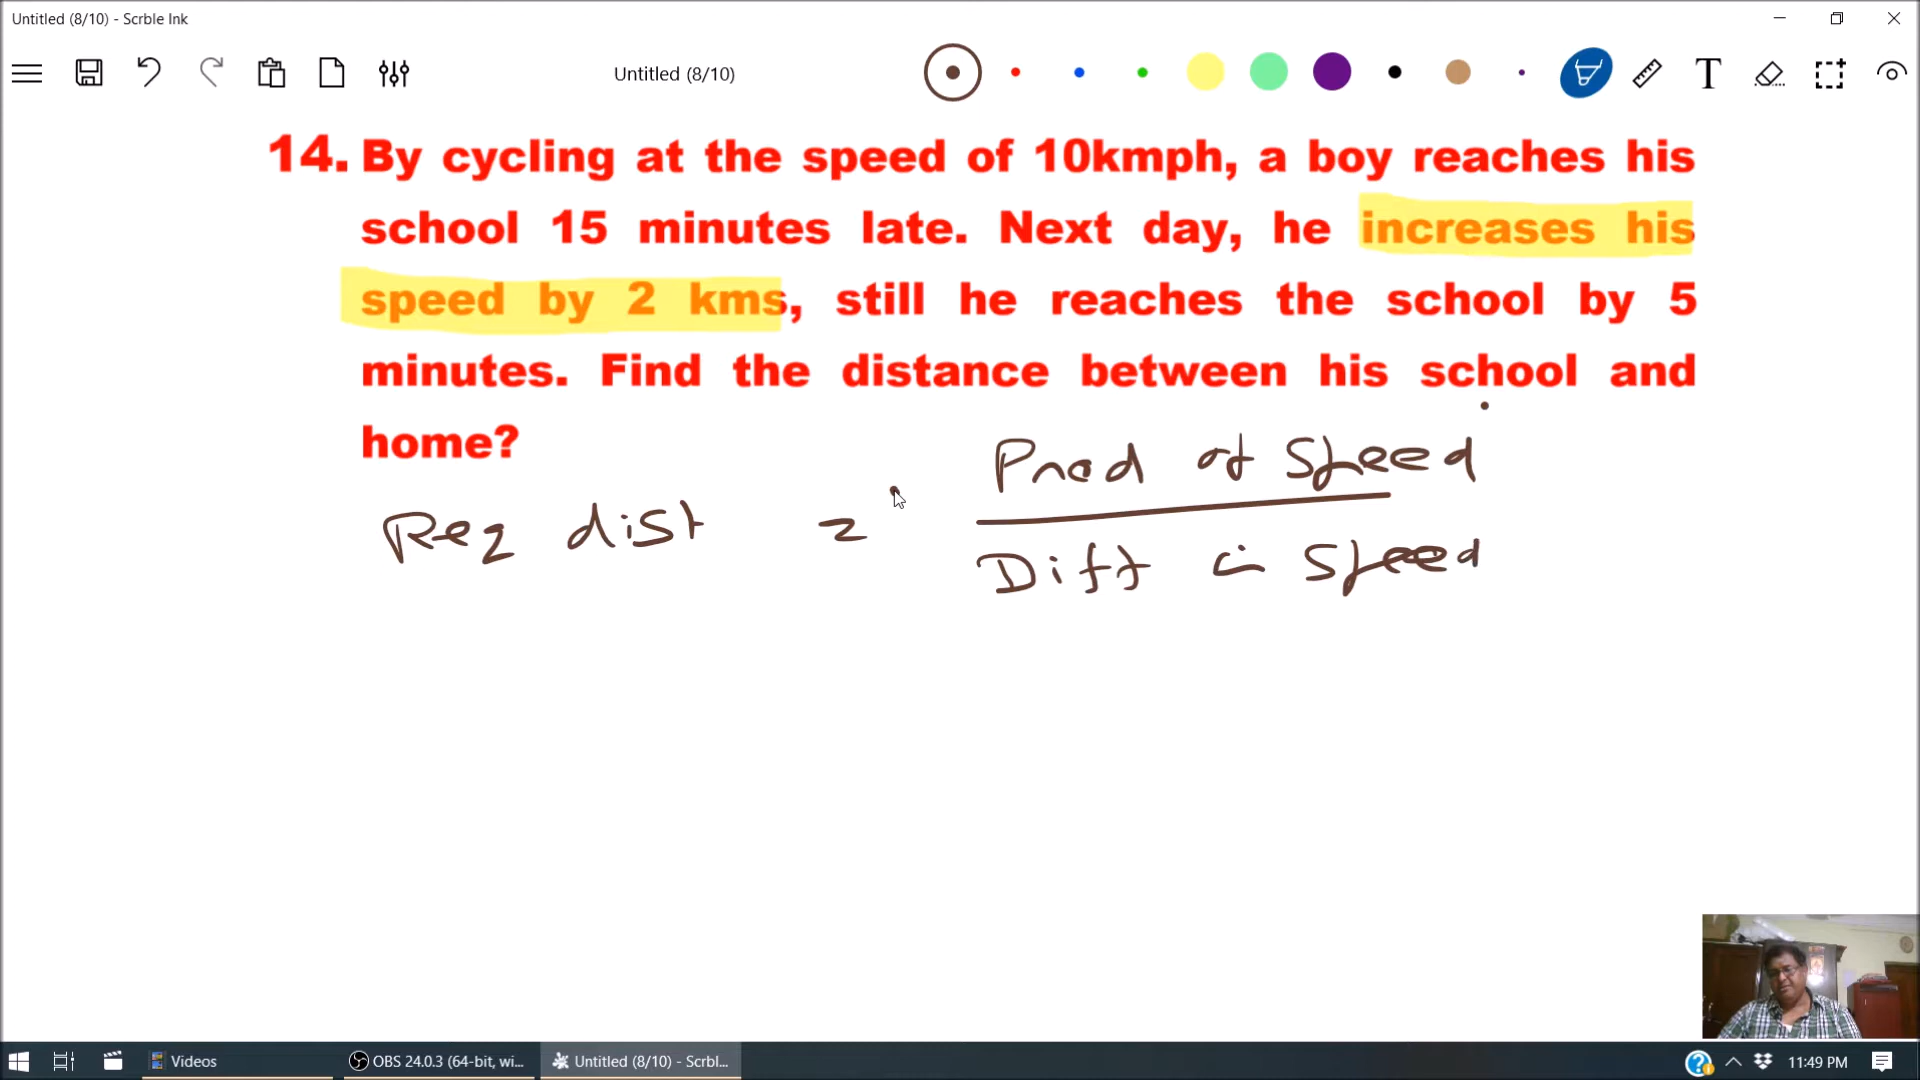 Untitled (8/10) - Scrble Ink
Untitled (8/10)
T
14. By cycling at the speed of 10kmph, a boy reaches his
school 15 minutes late. Next day, he increases his
speed by 2 kms, still he reaches the school by 5
minutes. Find the distance between his school and
home?
Req dist =
Prod of Speed
Diff in Speed
Videos
OBS 24.0.3 (64-bit, wi...
Untitled (8/10) - Scrbl...
11:49 PM